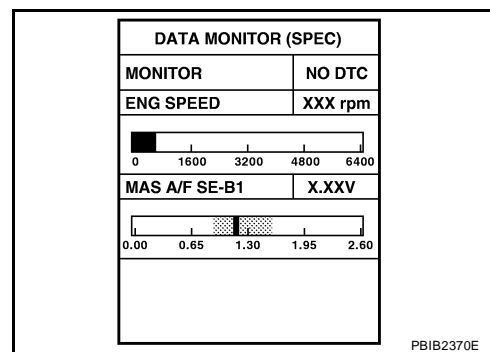 DATA MONITOR (SPEC)
MONITOR NO DTC
ENG SPEED XXX rpm
0 1600 3200 4800 6400
MAS A/F SE-B1 X.XXV
0.00 0.65 1.30 1.95 2.60
PBIB2370E